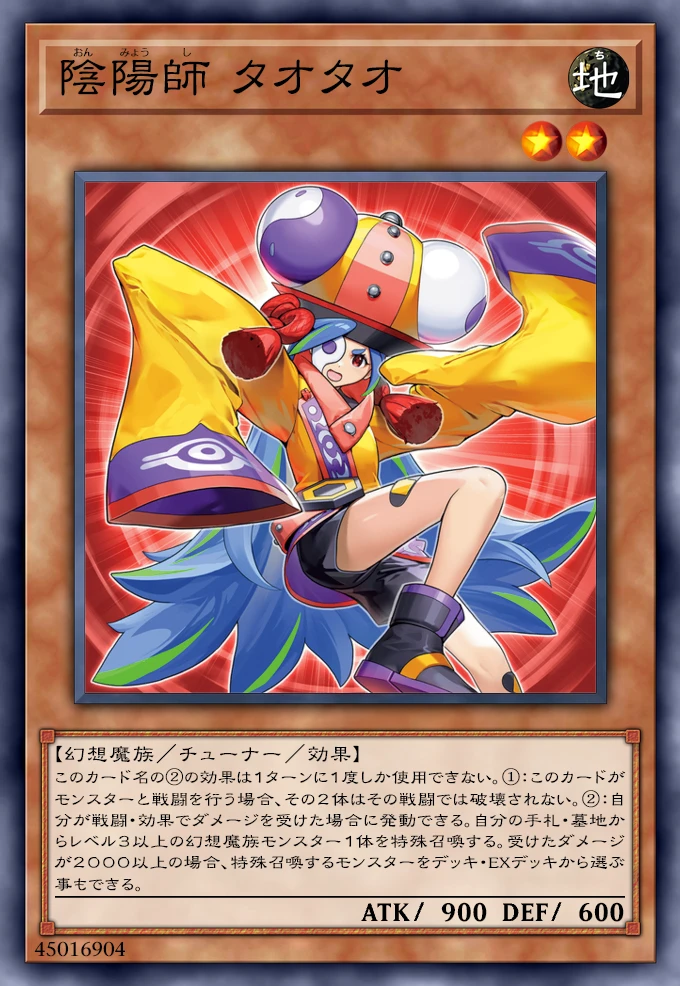 おん みょう し
陰陽師 タオタオ
ち
地
【幻想魔族／チューナー／効果】
このカード名の②の効果は1ターンに1度しか使用できない。①:このカードが
モンスターと戦闘を行う場合、その2体はその戦闘では破壊されない。②:自
分が戦闘・効果でダメージを受けた場合に発動できる。自分の手札・墓地か
らレベル3以上の幻想魔族モンスター1体を特殊召喚する。受けたダメージ
が2000以上の場合、特殊召喚するモンスターをデッキ・EXデッキから選ぶ
事もできる。
ATK/ 900 DEF/ 600
45016904